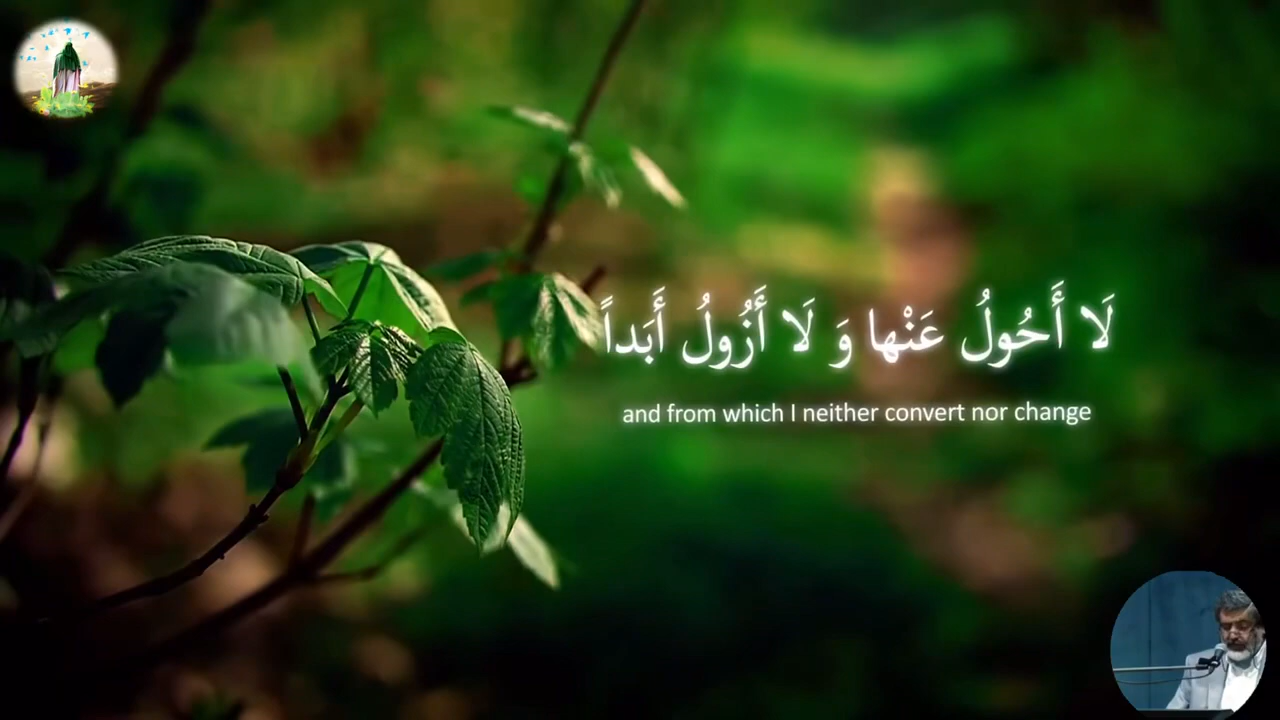 لَا أَحُولُ عَنْها وَ لَا أَزُولُ أَبَداً
and from which I neither convert nor change